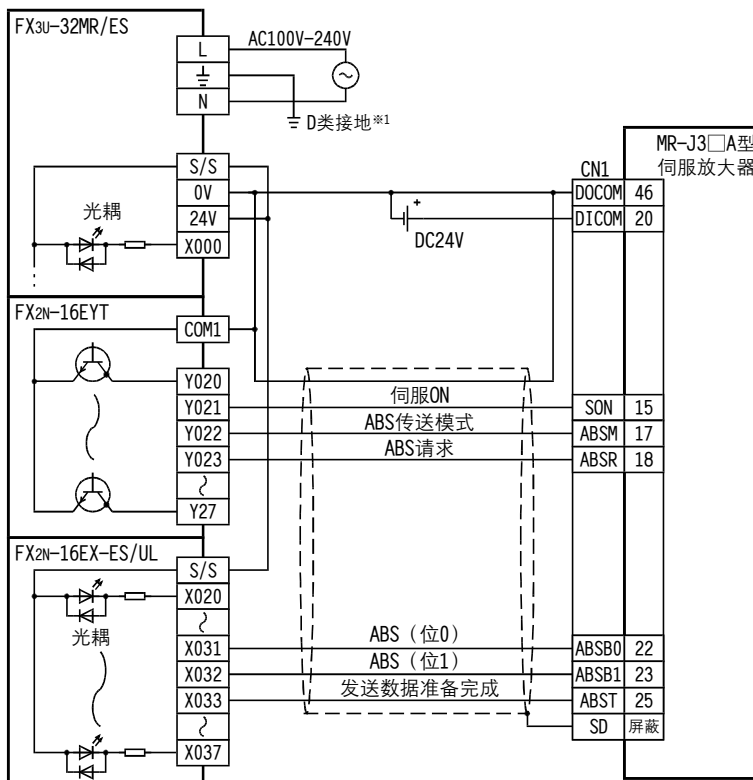 FX3U-32MR/ES
L
AC100V-240V
N
D类接地※1
S/S
0V
24V
X000
光耦
DC24V
MR-J3□A型
伺服放大器
CN1
DOCOM 46
DICOM 20
FX2N-16EYT
COM1
Y020
Y021 伺服ON SON 15
Y022 ABS传送模式 ABSM 17
Y023 ABS请求 ABSR 18
Y27
FX2N-16EX-ES/UL
S/S
X020
光耦
X031 ABS（位0） ABSB0 22
X032 ABS（位1） ABSB1 23
X033 发送数据准备完成 ABST 25
SD 屏蔽
X037